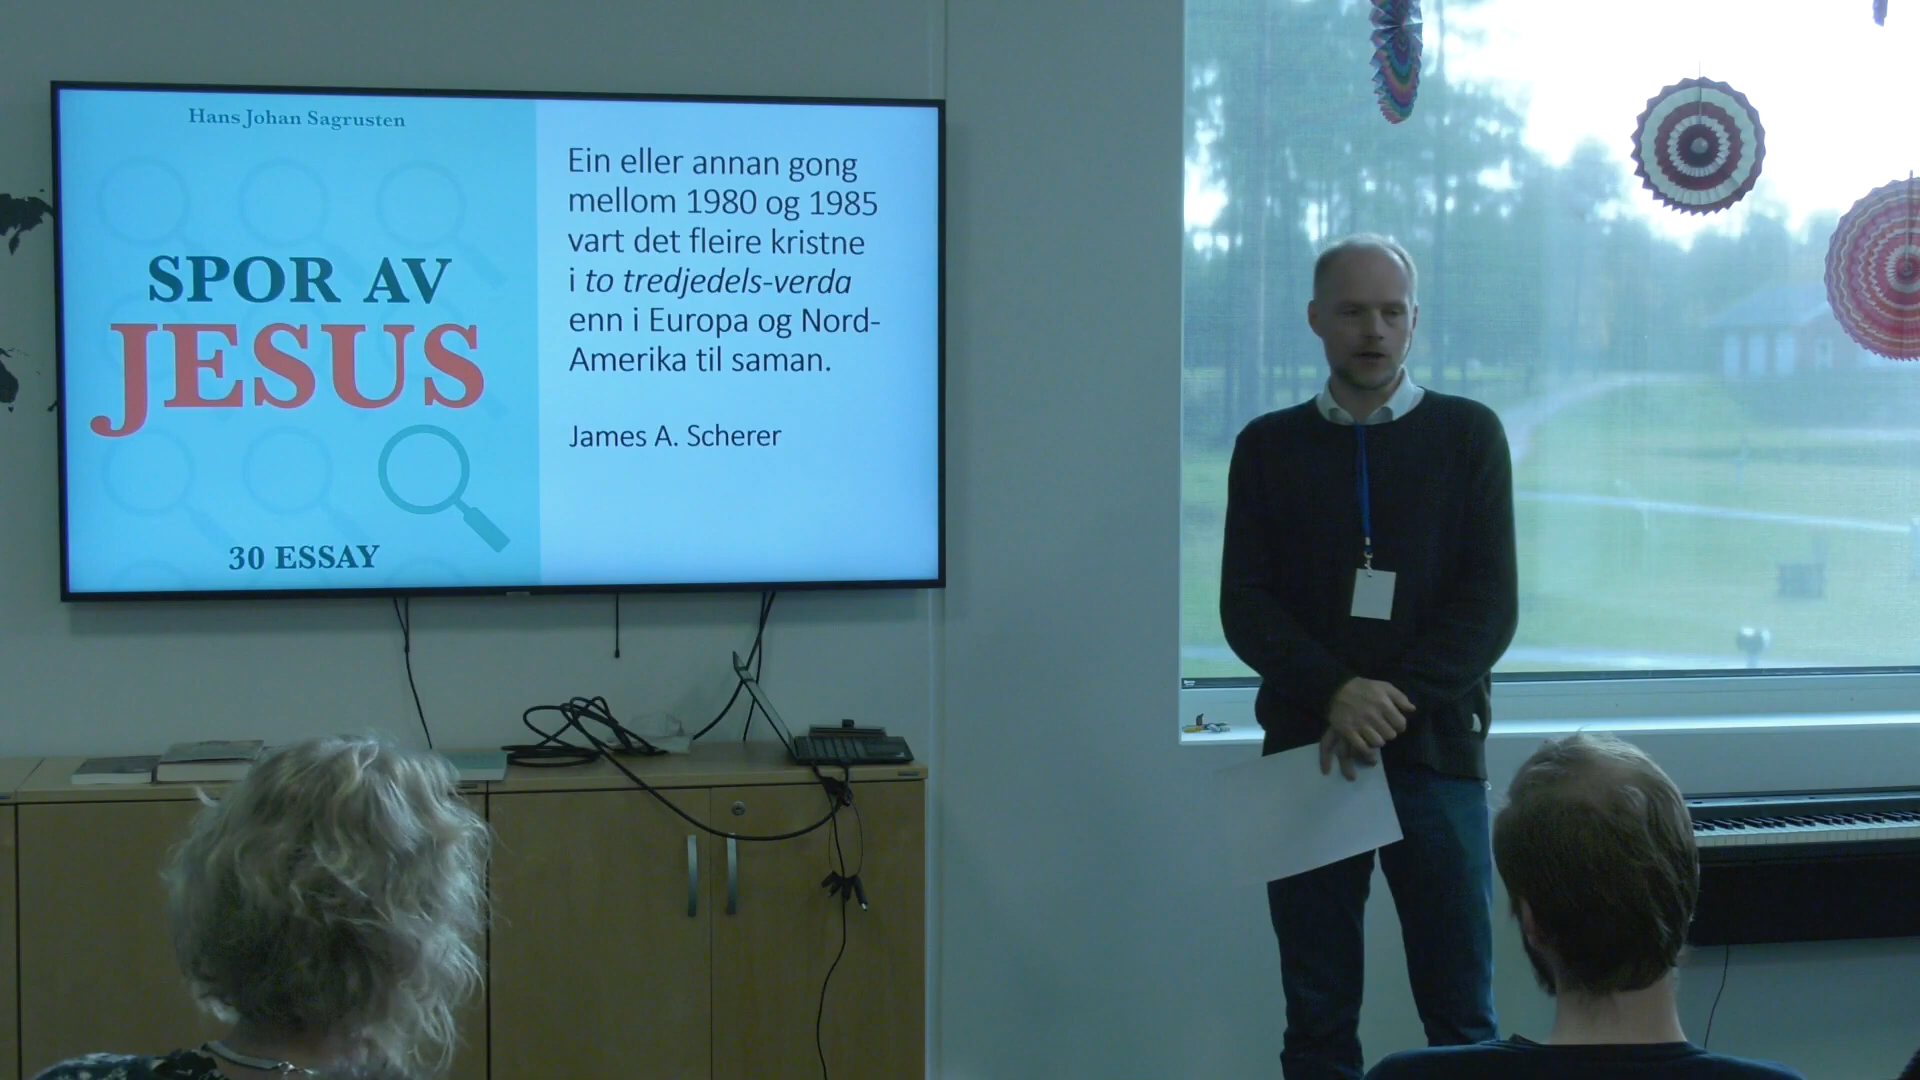 Hans Johan Sagrusten
SPOR AV
JESUS
30 ESSAY
Ein eller annan gong
mellom 1980 og 1985
vart det fleire kristne
i to tredjedels-verda
enn i Europa og Nord-
Amerika til saman.
James A. Scherer